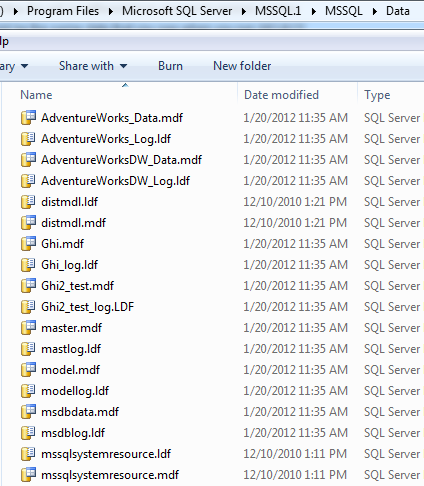 ) ▸ Program Files ▸ Microsoft SQL Server ▸ MSSQL.1 ▸ MSSQL ▸ Data
lp
ary Share with Burn New folder
Name Date modified Type
AdventureWorks_Data.mdf 1/20/2012 11:35 AM SQL Server
AdventureWorks_Log.ldf 1/20/2012 11:35 AM SQL Server
AdventureWorksDW_Data.mdf 1/20/2012 11:35 AM SQL Server
AdventureWorksDW_Log.ldf 1/20/2012 11:35 AM SQL Server
distmdl.ldf 12/10/2010 1:21 PM SQL Server
distmdl.mdf 12/10/2010 1:21 PM SQL Server
Ghi.mdf 1/20/2012 11:35 AM SQL Server
Ghi_log.ldf 1/20/2012 11:35 AM SQL Server
Ghi2_test.mdf 1/20/2012 11:35 AM SQL Server
Ghi2_test_log.LDF 1/20/2012 11:35 AM SQL Server
master.mdf 1/20/2012 11:35 AM SQL Server
mastlog.ldf 1/20/2012 11:35 AM SQL Server
model.mdf 1/20/2012 11:35 AM SQL Server
modellog.ldf 1/20/2012 11:35 AM SQL Server
msdbdata.mdf 1/20/2012 11:35 AM SQL Server
msdblog.ldf 1/20/2012 11:35 AM SQL Server
mssqlsystemresource.ldf 12/10/2010 1:11 PM SQL Server
mssqlsystemresource.mdf 12/10/2010 1:11 PM SQL Server